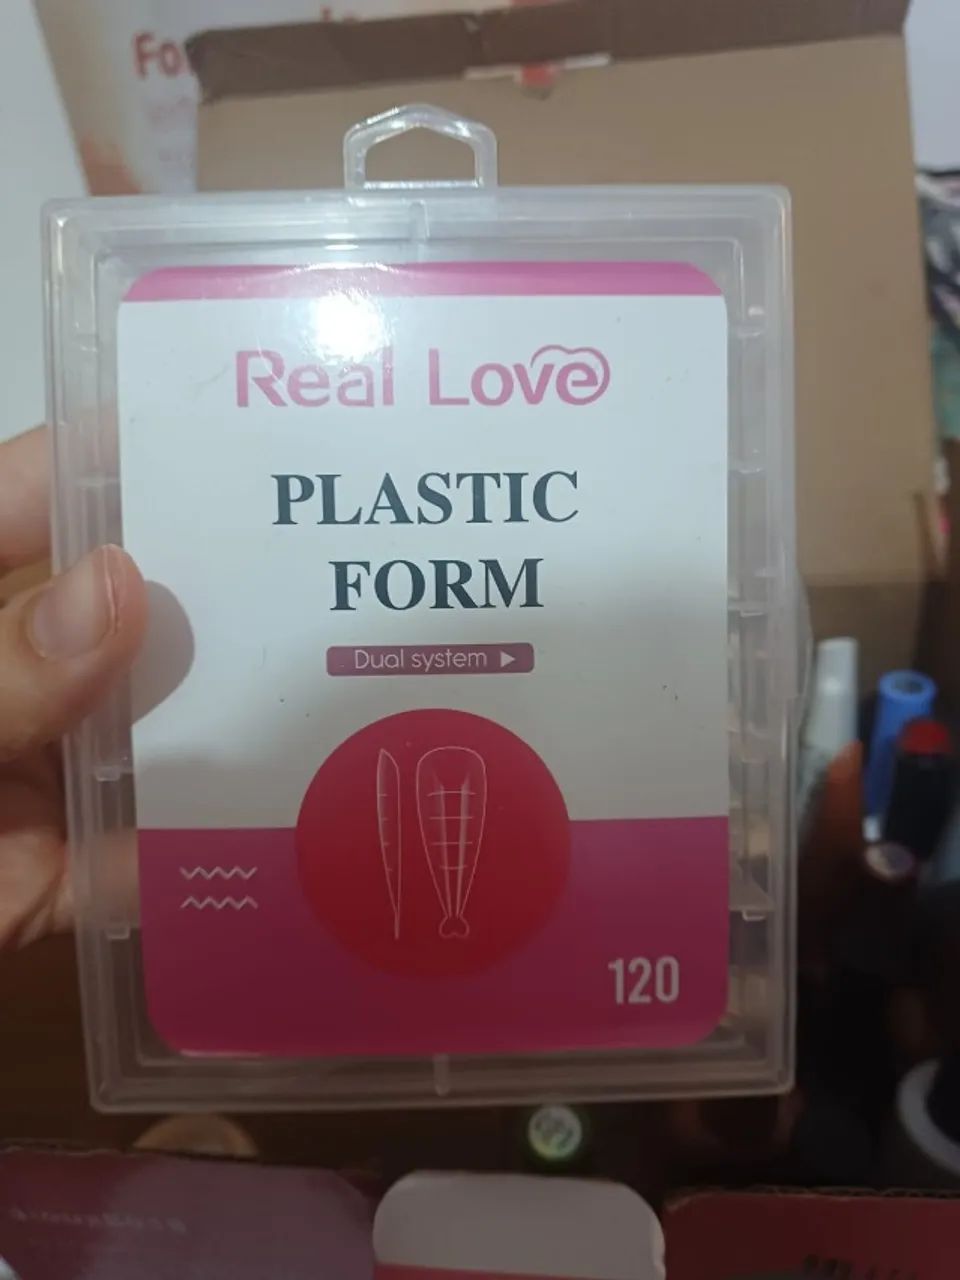 Real Love
PLASTIC
FORM
Dual system
120